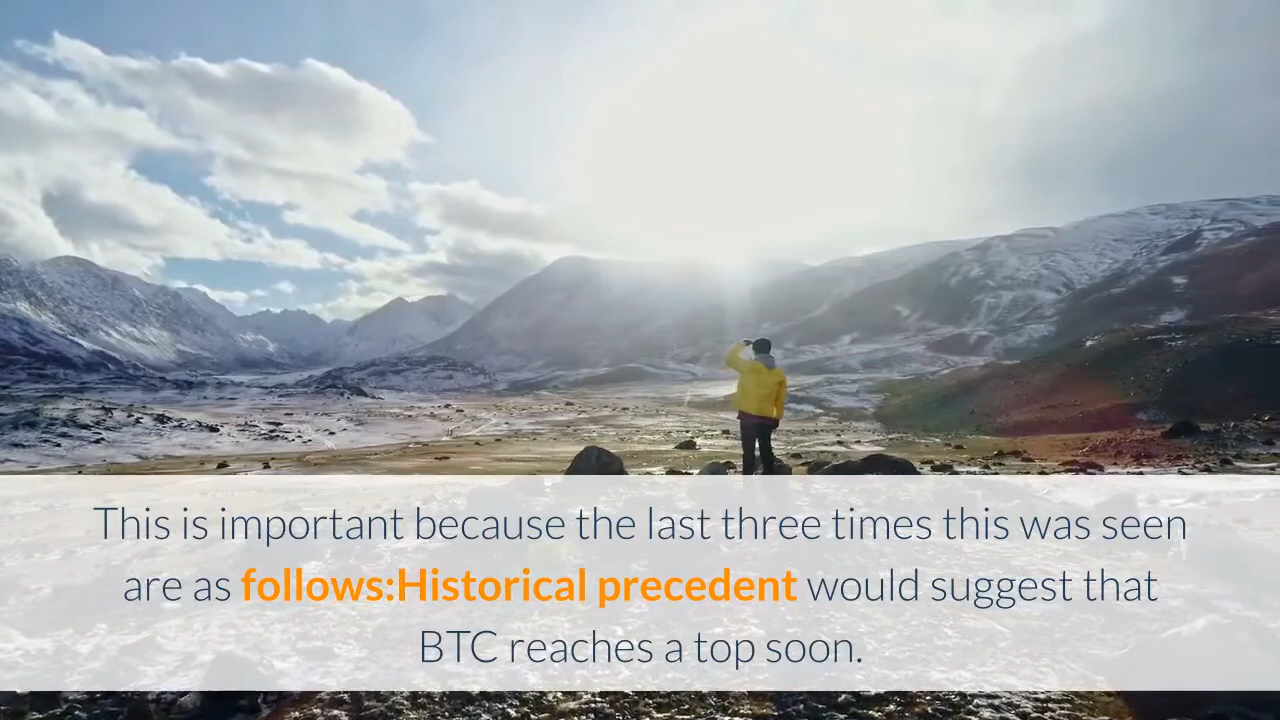 This is important because the last three times this was seen
are as follows:Historical precedent would suggest that
BTC reaches a top soon.